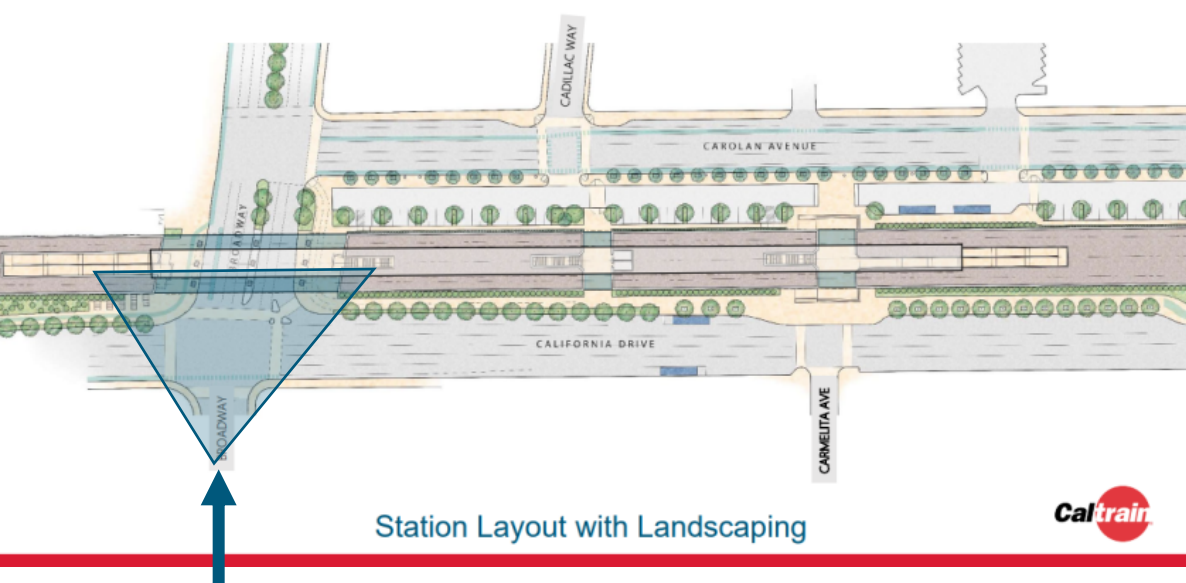 CADILLAC WAY
CAROLAN AVENUE
BROADWAY
CALIFORNIA DRIVE
BROADWAY
CARMELITA AVE
Station Layout with Landscaping
Caltrain